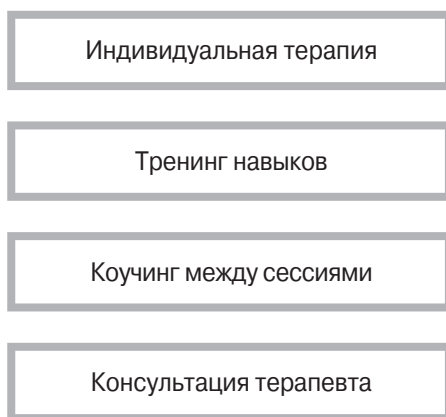 Индивидуальная терапия
Тренинг навыков
Коучинг между сессиями
Консультация терапевта